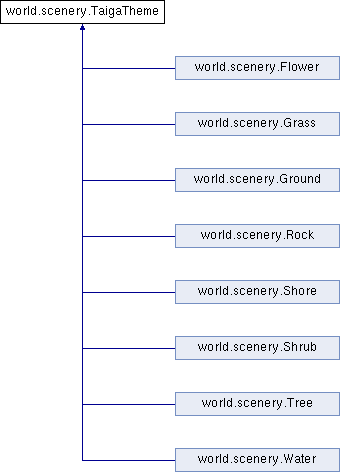 world.scenery.TaigaTheme
world.scenery.Flower
world.scenery.Grass
world.scenery.Ground
world.scenery.Rock
world.scenery.Shore
world.scenery.Shrub
world.scenery.Tree
world.scenery.Water